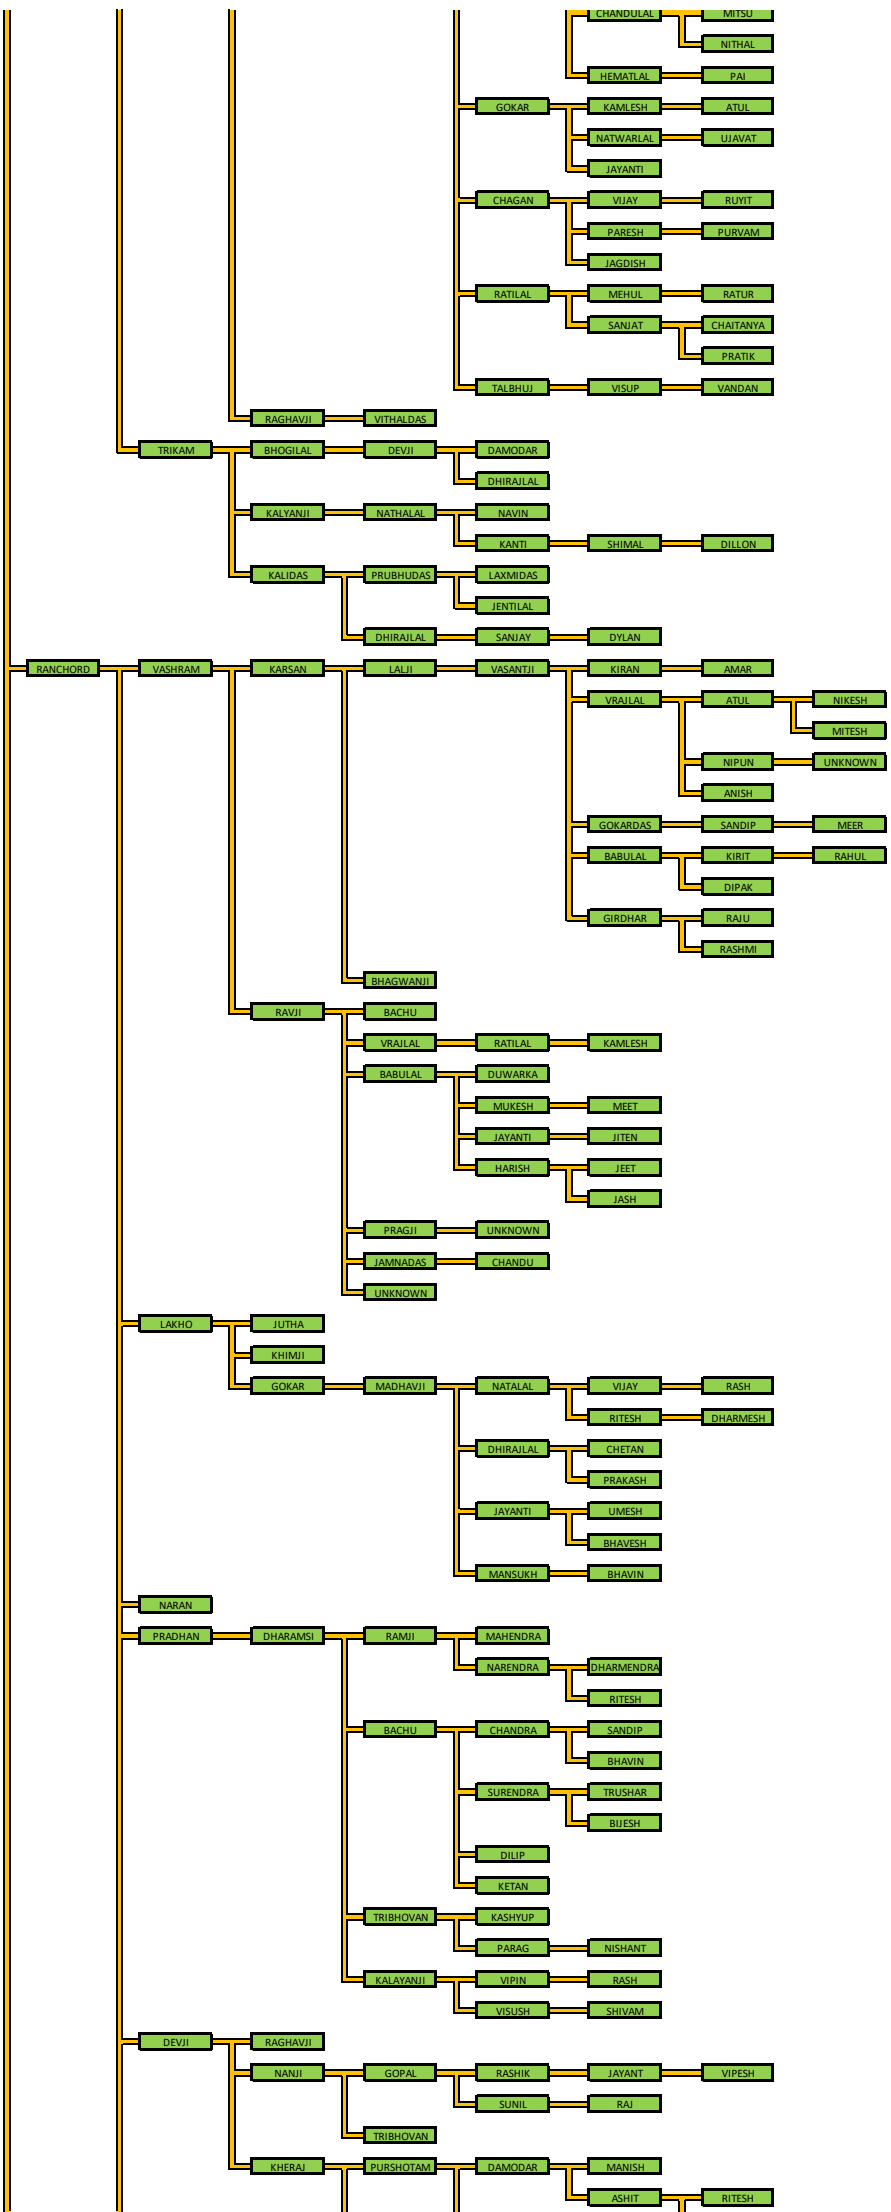 CHANDULAL MITSU
NITHAL
HEMATLAL PAI
GOKAR KAMLESH ATUL
NATWARLAL UJAVAT
JAYANTI
CHAGAN VIJAY RUYIT
PARESH PURVAM
JAGDISH
RATILAL MEHUL RATUR
SANJAT CHAITANYA
PRATIK
TALBHUJ VISUP VANDAN
RAGHAVJI VITHALDAS
TRIKAM BHOGILAL DEVJI DAMODAR
DHIRAJLAL
KALYANJI NATHALAL NAVIN
KANTI SHIMAL DILLON
KALIDAS PRUBHUDAS LAXMIDAS
JENTILAL
DHIRAJLAL SANJAY DYLAN
RANCHORD VASHRAM KARSAN LALJI VASANTJI KIRAN AMAR
VRAJLAL ATUL NIKESH
MITESH
NIPUN UNKNOWN
ANISH
GOKARDAS SANDIP MEER
BABULAL KIRIT RAHUL
DIPAK
GIRDHAR RAJU
RASHMI
BHAGWANJI
RAVJI BACHU
VRAJLAL RATILAL KAMLESH
BABULAL DUWARKA
MUKESH MEET
JAYANTI JITEN
HARISH JEET
JASH
PRAGJI UNKNOWN
JAMNADAS CHANDU
UNKNOWN
LAKHO JUTHA
KHIMJI
GOKAR MADHAVJI NATALAL VIJAY RASH
RITESH DHARMESH
DHIRAJLAL CHETAN
PRAKASH
JAYANTI UMESH
BHAVESH
MANSUKH BHAVIN
NARAN
PRADHAN DHARAMSI RAMJI MAHENDRA
NARENDRA DHARMENDRA
RITESH
BACHU CHANDRA SANDIP
BHAVIN
SURENDRA TRUSHAR
BIJESH
DILIP
KETAN
TRIBHOVAN KASHYUP
PARAG NISHANT
KALAYANJI VIPIN RASH
VISUSH SHIVAM
DEVJI RAGHAVJI
NANJI GOPAL RASHIK JAYANT VIPESH
SUNIL RAJ
TRIBHOVAN
KHERAJ PURSHOTAM DAMODAR MANISH
ASHIT RITESH